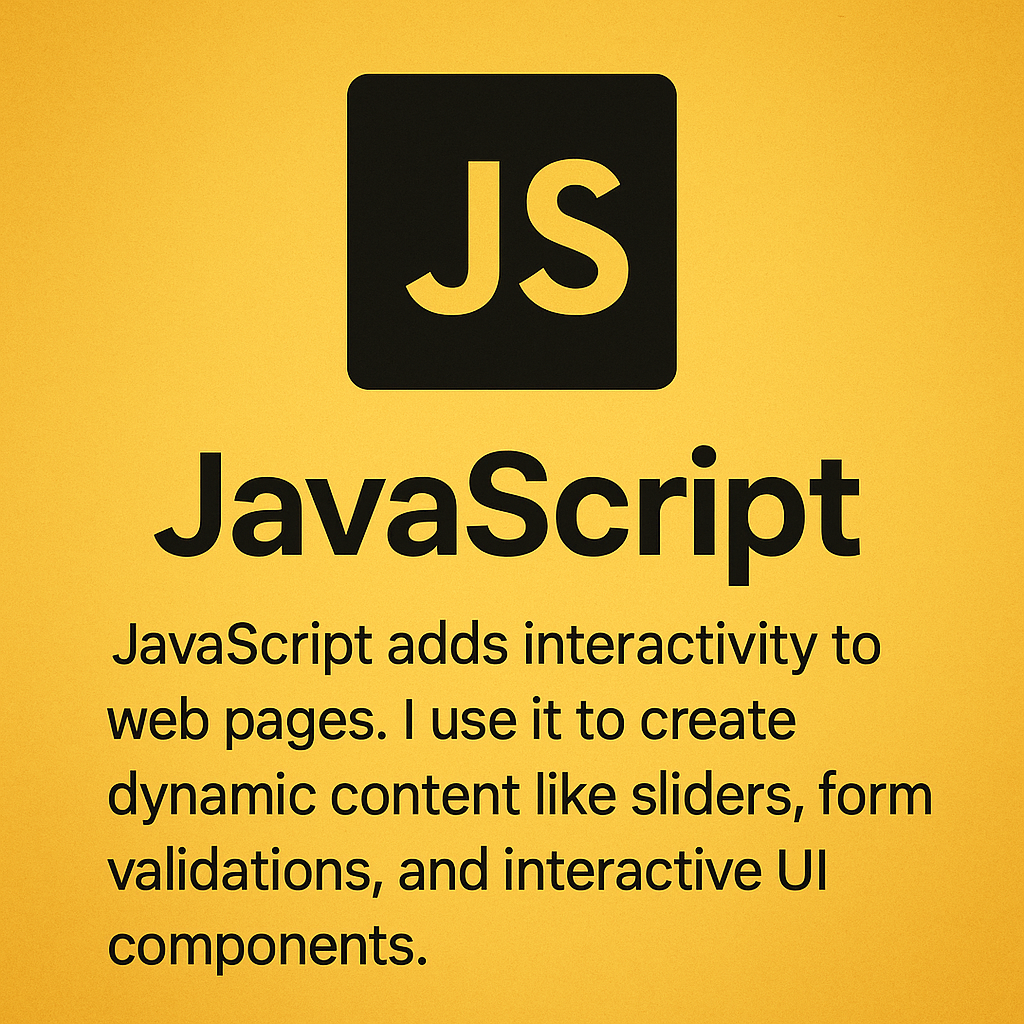 JS
JavaScript
JavaScript adds interactivity to
web pages. I use it to create
dynamic content like sliders, form
validations, and interactive UI
components.